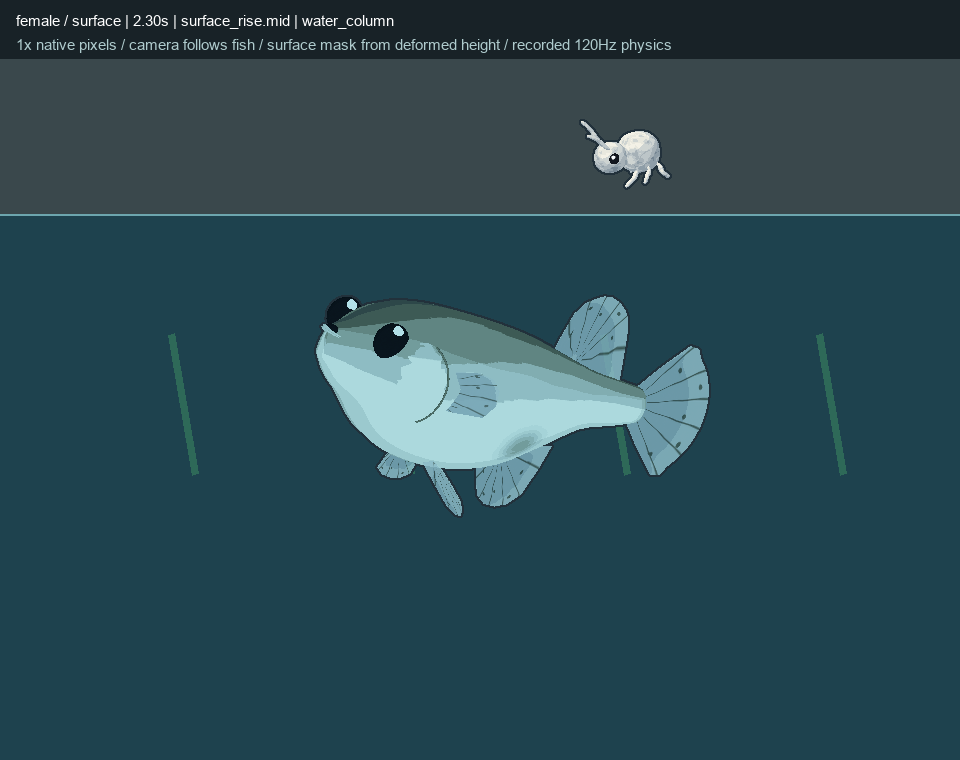 female / surface | 2.30s | surface_rise.mid | water_column
1x native pixels / camera follows fish / surface mask from deformed height / recorded 120Hz physics